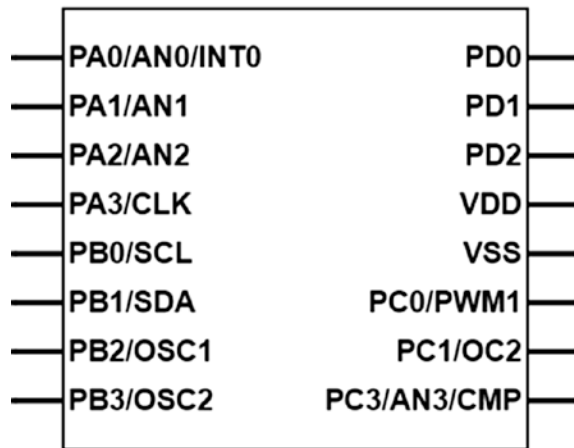 PA0/AN0/INT0 PD0
PA1/AN1 PD1
PA2/AN2 PD2
PA3/CLK VDD
PB0/SCL VSS
PB1/SDA PC0/PWM1
PB2/OSC1 PC1/OC2
PB3/OSC2 PC3/AN3/CMP